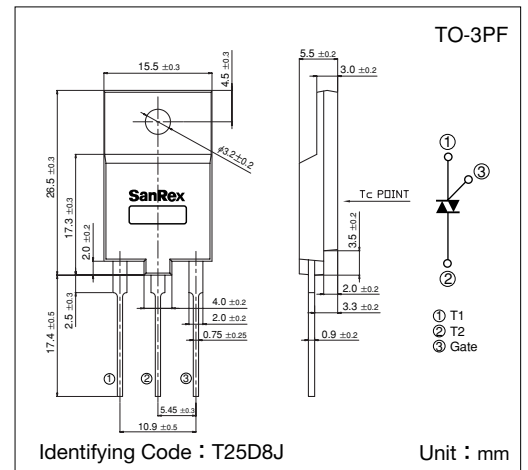 TO-3PF
15.5 ±0.3
4.5 ±0.3
5.5 ±0.2
3.0 ±0.2
φ3.2±0.2
26.5 ±0.3
17.3 ±0.3
2.0 ±0.2
SanRex
Tc POINT
3.5 ±0.2
① 
③
②
2.5 ±0.3
17.4 ±0.5
4.0 ±0.2
2.0 ±0.2
0.75 ±0.25
2.0 ±0.2
3.3 ±0.2
0.9 ±0.2
① ② ③
5.45 ±0.3
10.9 ±0.5
① T1
② T2
③ Gate
Identifying Code：T25D8J
Unit：mm